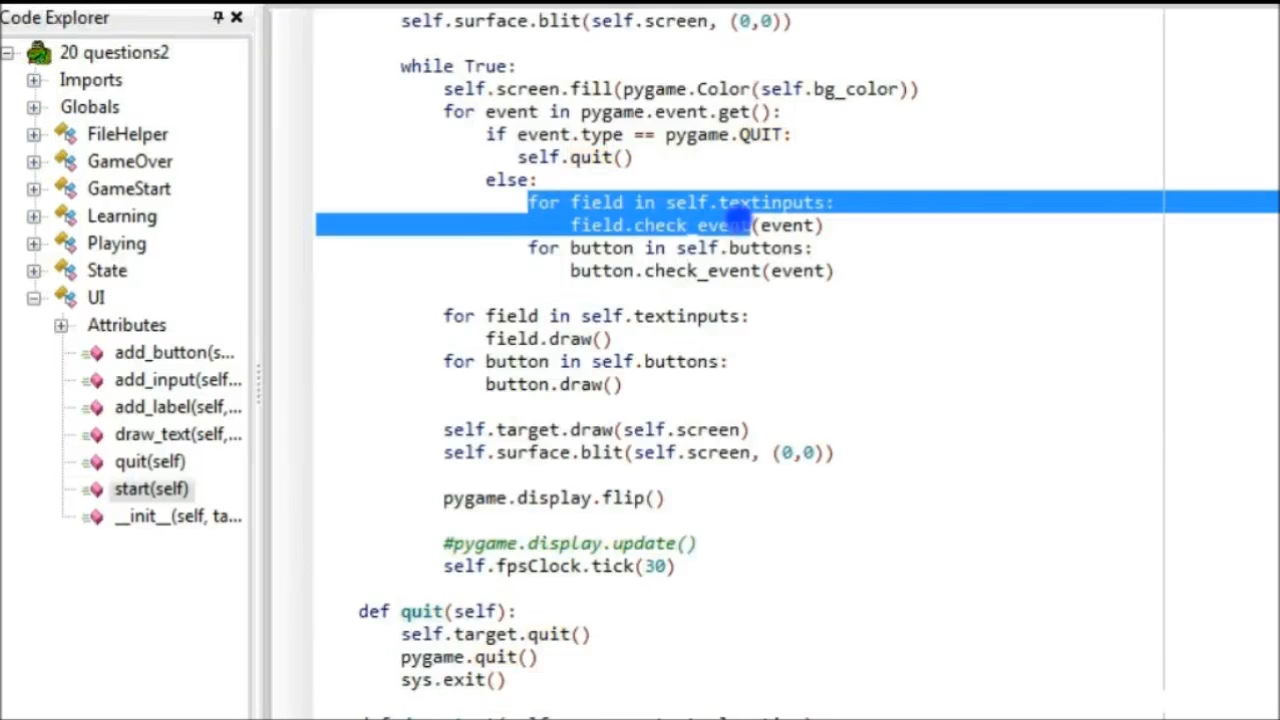 Code Explorer
20 questions2
Imports
Globals
FileHelper
GameOver
GameStart
Learning
Playing
State
UI
Attributes
add_button(s...
add_input(self...
add_label(self,...
draw_text(self,...
quit(self)
start(self)
__init__(self, ta...
self.surface.blit(self.screen, (0,0))
while True:
self.screen.fill(pygame.Color(self.bg_color))
for event in pygame.event.get():
if event.type == pygame.QUIT:
self.quit()
else:
for field in self.textinputs:
field.check_event(event)
for button in self.buttons:
button.check_event(event)
for field in self.textinputs:
field.draw()
for button in self.buttons:
button.draw()
self.target.draw(self.screen)
self.surface.blit(self.screen, (0,0))
pygame.display.flip()
#pygame.display.update()
self.fpsClock.tick(30)
def quit(self):
self.target.quit()
pygame.quit()
sys.exit()